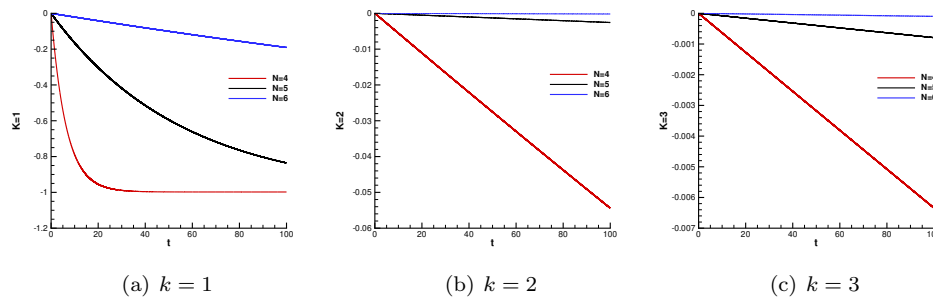 0
-0.2
-0.4
-0.6
-0.8
-1
-1.2
K=1
0 20 40 60 80 100
t
N=4
N=5
N=6
(a) k = 1
0
-0.01
-0.02
-0.03
-0.04
-0.05
-0.06
K=2
0 20 40 60 80 100
t
N=4
N=5
N=6
(b) k = 2
0
-0.001
-0.002
-0.003
-0.004
-0.005
-0.006
-0.007
K=3
0 20 40 60 80 100
t
N=
N=
N=
(c) k = 3